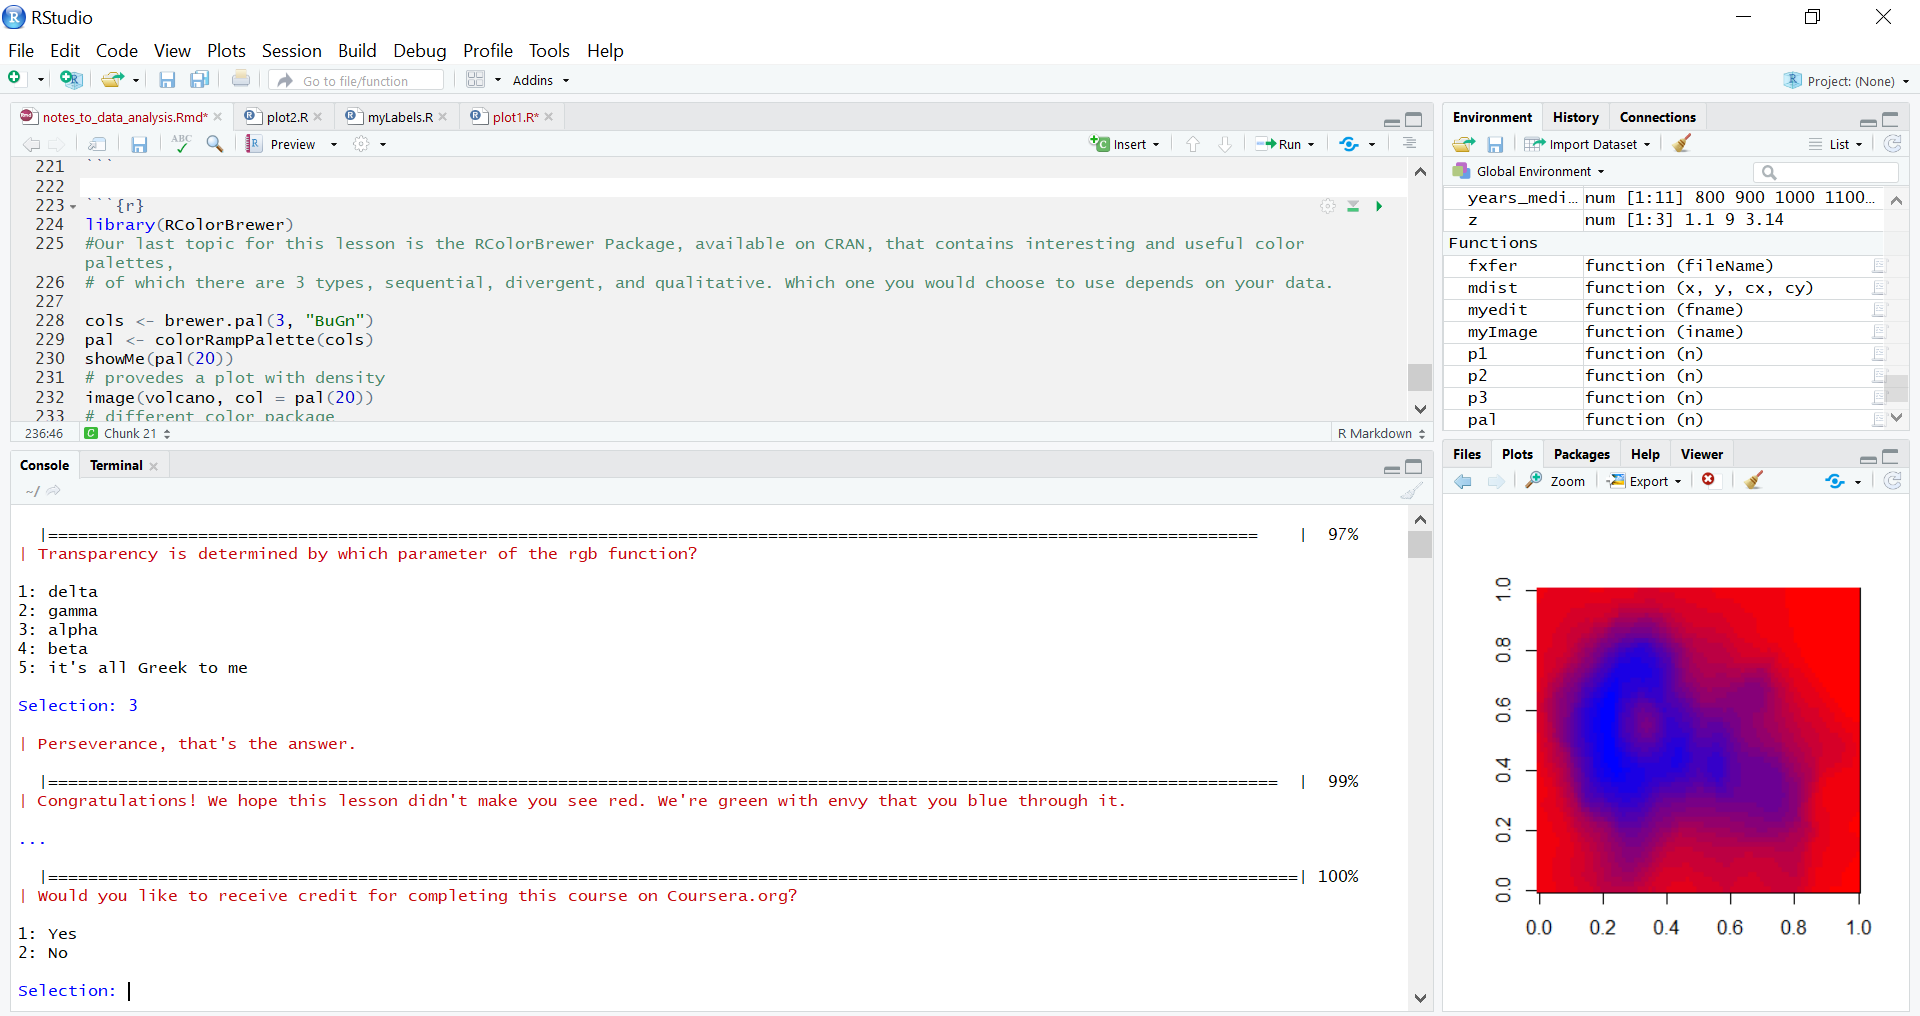 RStudio
File Edit Code View Plots Session Build Debug Profile Tools Help
Go to file/function Addins Project: (None)
notes_to_data_analysis.Rmd* plot2.R myLabels.R plot1.R*
ABC Preview Insert Run
221 ```
222
223 ```{r}
224 library(RColorBrewer)
225 #Our last topic for this lesson is the RColorBrewer Package, available on CRAN, that contains interesting and useful color
palettes,
226 # of which there are 3 types, sequential, divergent, and qualitative. Which one you would choose to use depends on your data.
227
228 cols <- brewer.pal(3, "BuGn")
229 pal <- colorRampPalette(cols)
230 showMe(pal(20))
231 # provedes a plot with density
232 image(volcano, col = pal(20))
233 # different color package
236:46 Chunk 21 R Markdown
Console Terminal
~/
|=============================================================================================================================     |  97%
| Transparency is determined by which parameter of the rgb function?
1: delta
2: gamma
3: alpha
4: beta
5: it's all Greek to me
Selection: 3
| Perseverance, that's the answer.
|===============================================================================================================================   |  99%
| Congratulations! We hope this lesson didn't make you see red. We're green with envy that you blue through it.
...
|=================================================================================================================================| 100%
| Would you like to receive credit for completing this course on Coursera.org?
1: Yes
2: No
Selection:
Environment History Connections
Import Dataset List
Global Environment
years_medi… num [1:11] 800 900 1000 1100…
z num [1:3] 1.1 9 3.14
Functions
fxfer function (fileName)
mdist function (x, y, cx, cy)
myedit function (fname)
myImage function (iname)
p1 function (n)
p2 function (n)
p3 function (n)
pal function (n)
Files Plots Packages Help Viewer
Zoom Export
1.0
0.8
0.6
0.4
0.2
0.0
0.0 0.2 0.4 0.6 0.8 1.0